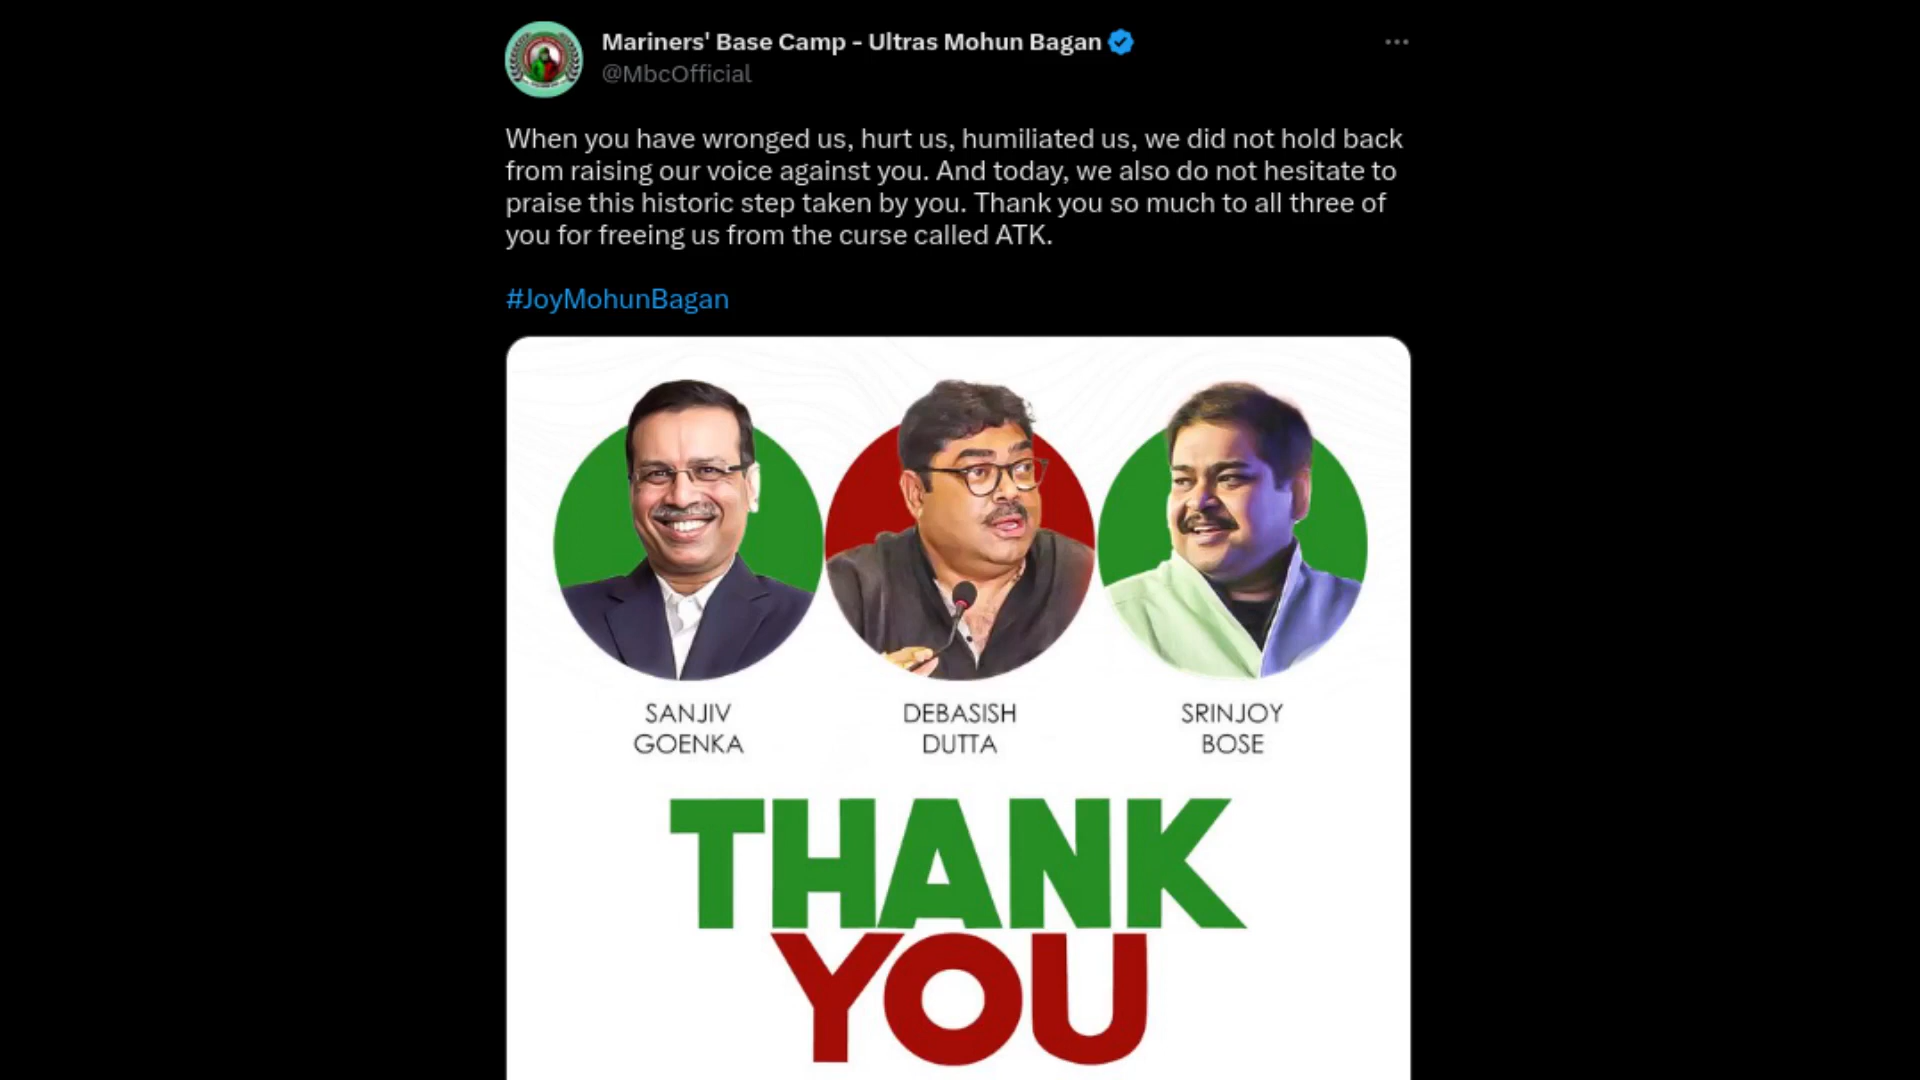 Mariners' Base Camp - Ultras Mohun Bagan
@MbcOfficial
When you have wronged us, hurt us, humiliated us, we did not hold back
from raising our voice against you. And today, we also do not hesitate to
praise this historic step taken by you. Thank you so much to all three of
you for freeing us from the curse called ATK.
#JoyMohunBagan
SANJIV
GOENKA
DEBASISH
DUTTA
SRINJOY
BOSE
THANK
YOU